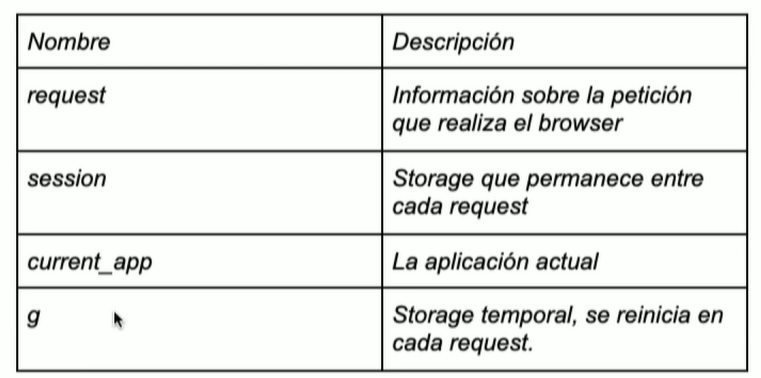 Nombre
Descripción
request
Información sobre la petición
que realiza el browser
session
Storage que permanece entre
cada request
current_app
La aplicación actual
g
Storage temporal, se reinicia en
cada request.